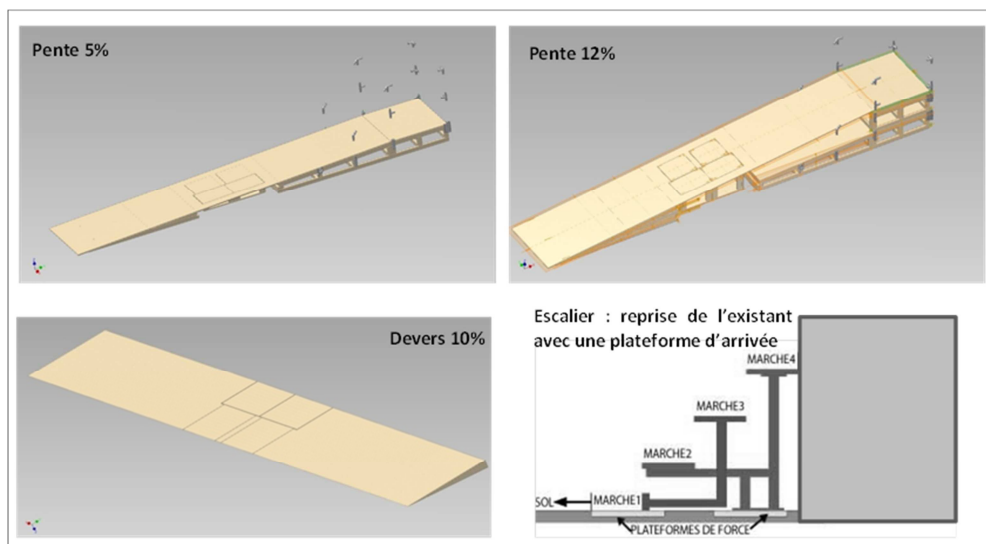 Pente 5%
Pente 12%
Devers 10%
Escalier : reprise de l'existant
avec une plateforme d'arrivée
MARCHE4
MARCHE3
MARCHE2
SOL
MARCHE1
PLATEFORMES DE FORCE